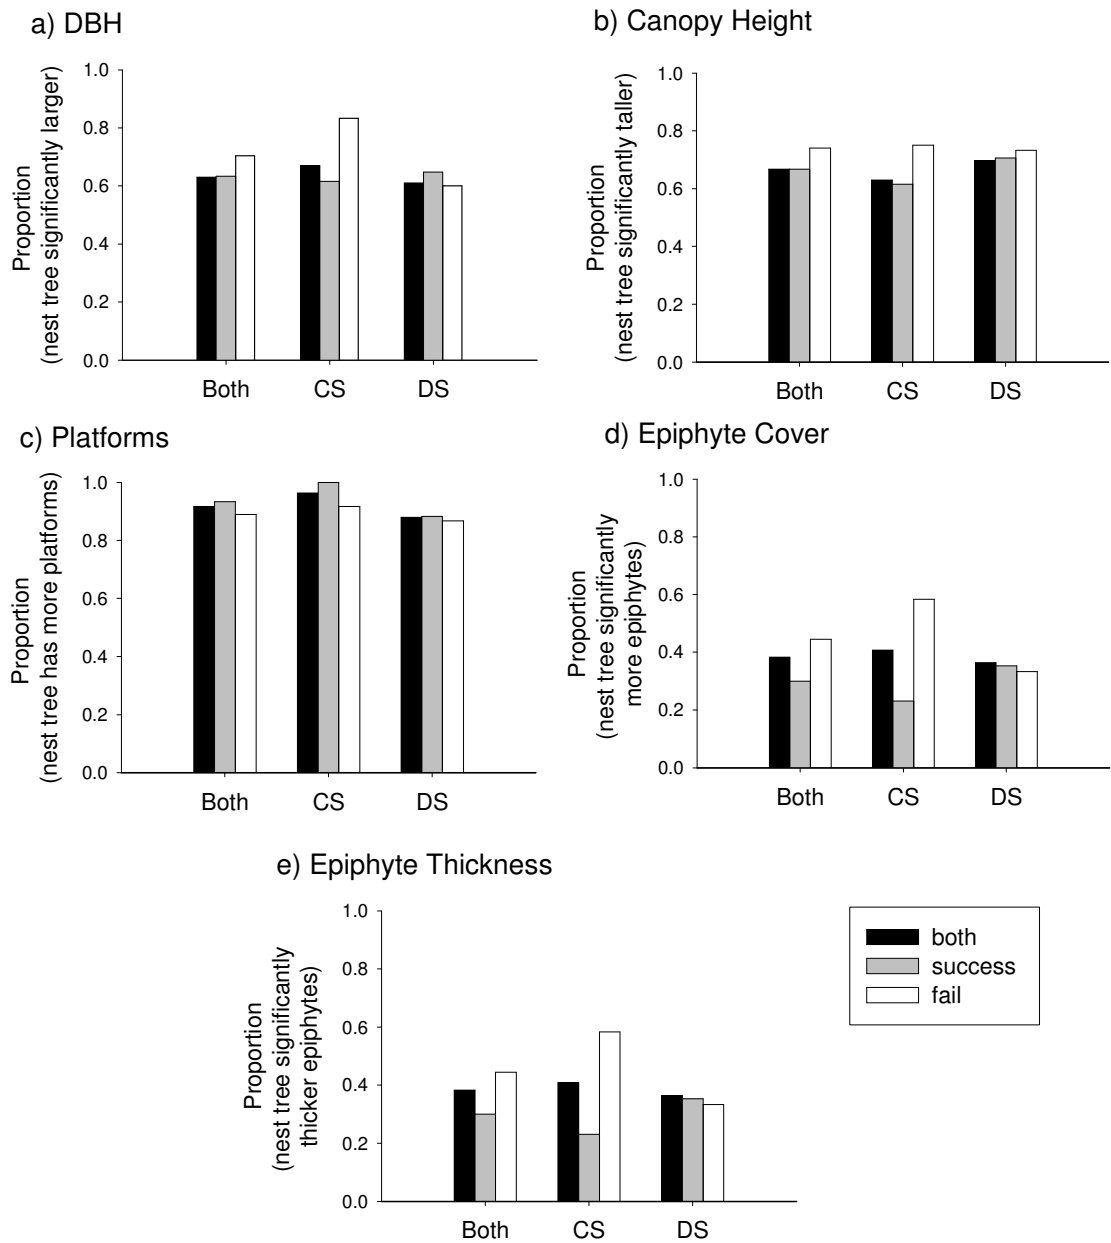 a) DBH
Proportion
(nest tree significantly larger)
1.0
0.8
0.6
0.4
0.2
0.0
Both CS DS
b) Canopy Height
Proportion
(nest tree significantly taller)
1.0
0.8
0.6
0.4
0.2
0.0
Both CS DS
c) Platforms
Proportion
(nest tree has more platforms)
1.0
0.8
0.6
0.4
0.2
0.0
Both CS DS
d) Epiphyte Cover
Proportion
(nest tree significantly
more epiphytes)
1.0
0.8
0.6
0.4
0.2
0.0
Both CS DS
e) Epiphyte Thickness
Proportion
(nest tree significantly
thicker epiphytes)
1.0
0.8
0.6
0.4
0.2
0.0
Both CS DS
both
success
fail